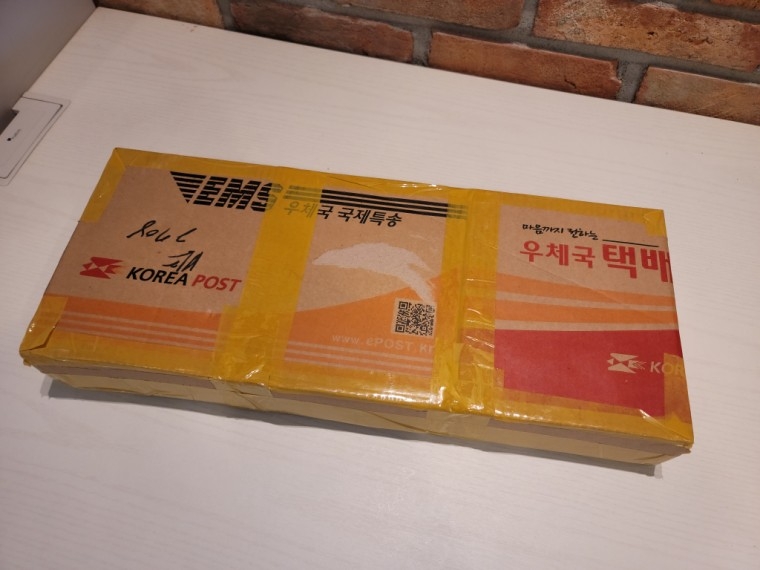 EMS
우체국 국제특송
KOREA POST
www.ePOST.kr
마음까지 전하는
우체국 택배
KOR